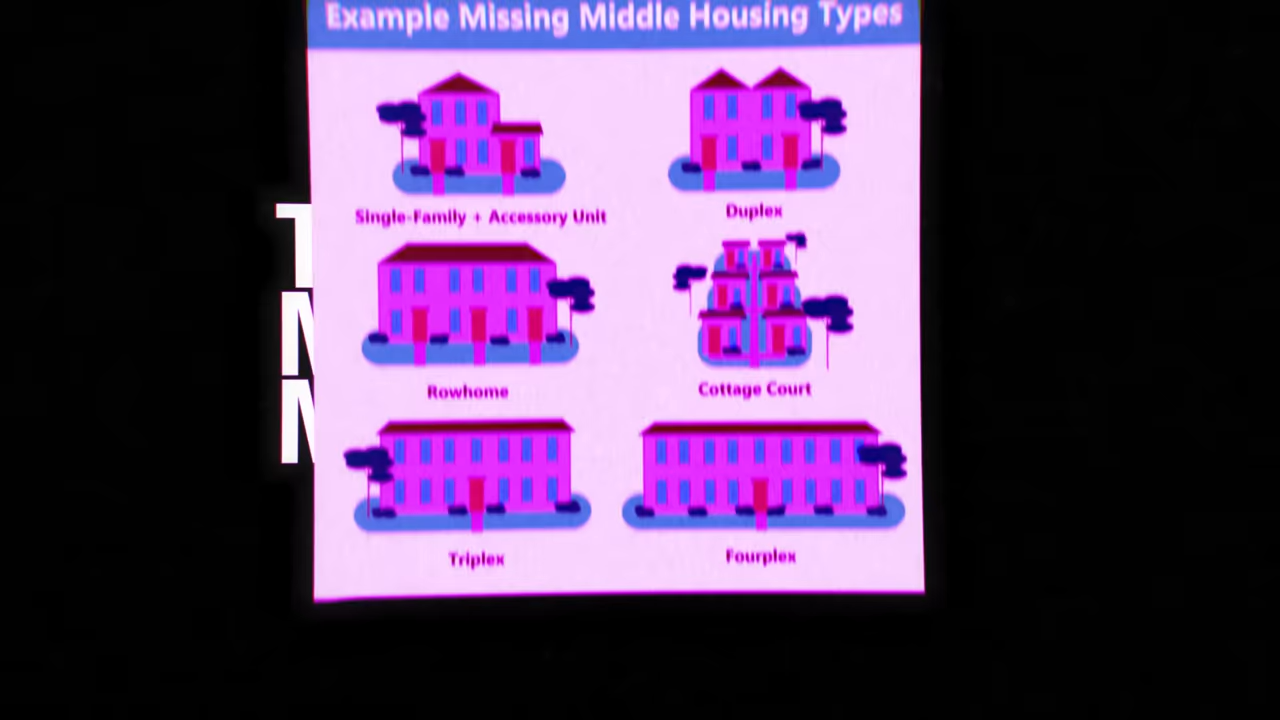 Example Missing Middle Housing Types
Single-Family + Accessory Unit
Duplex
Rowhome
Cottage Court
Triplex
Fourplex